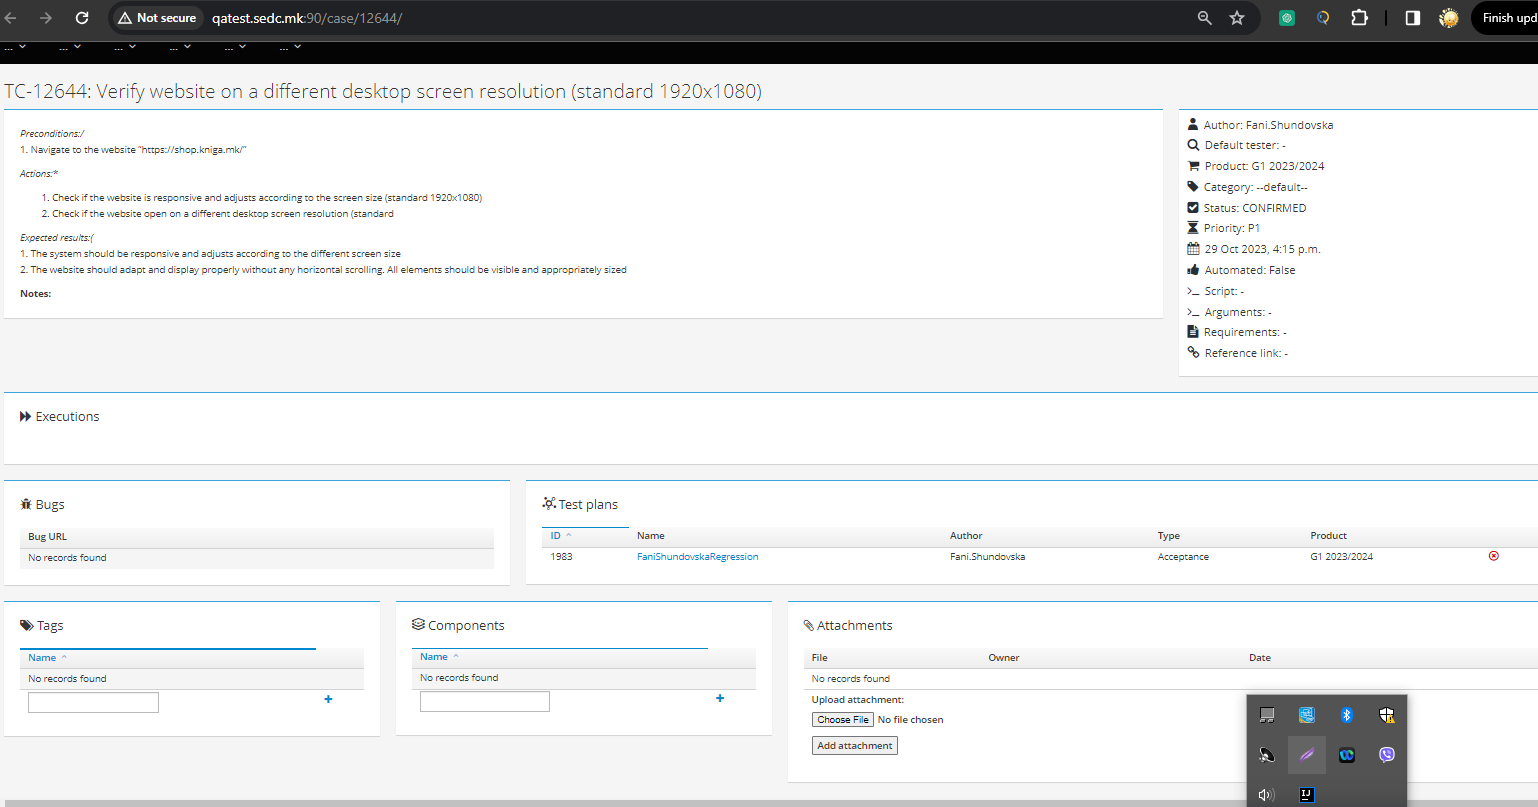 Not secure
qatest.sedc.mk:90/case/12644/
Finish upd
... ... ... ... ... ...
TC-12644: Verify website on a different desktop screen resolution (standard 1920x1080)
Preconditions:/
1. Navigate to the website "https://shop.kniga.mk/"
Actions:*
1. Check if the website is responsive and adjusts according to the screen size (standard 1920x1080)
2. Check if the website open on a different desktop screen resolution (standard
Expected results:(
1. The system should be responsive and adjusts according to the different screen size
2. The website should adapt and display properly without any horizontal scrolling. All elements should be visible and appropriately sized
Notes:
Author: Fani.Shundovska
Default tester: -
Product: G1 2023/2024
Category: --default--
Status: CONFIRMED
Priority: P1
29 Oct 2023, 4:15 p.m.
Automated: False
Script: -
Arguments: -
Requirements: -
Reference link: -
Executions
Bugs
Bug URL
No records found
Test plans
ID Name Author Type Product
1983 FaniShundovskaRegression Fani.Shundovska Acceptance G1 2023/2024
Tags
Name
No records found
+
Components
Name
No records found
+
Attachments
File Owner Date
No records found
Upload attachment:
Choose File No file chosen
Add attachment
IJ